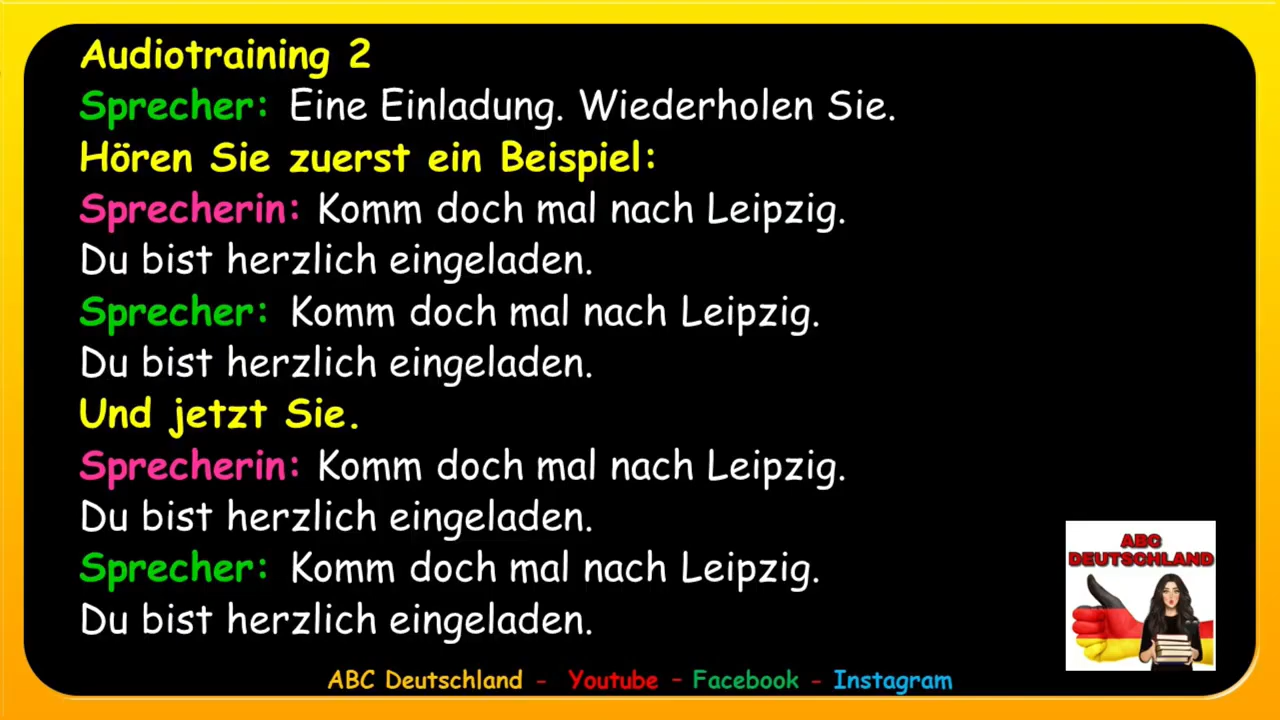 Audiotraining 2
Sprecher: Eine Einladung. Wiederholen Sie.
Hören Sie zuerst ein Beispiel:
Sprecherin: Komm doch mal nach Leipzig.
Du bist herzlich eingeladen.
Sprecher: Komm doch mal nach Leipzig.
Du bist herzlich eingeladen.
Und jetzt Sie.
Sprecherin: Komm doch mal nach Leipzig.
Du bist herzlich eingeladen.
Sprecher: Komm doch mal nach Leipzig.
Du bist herzlich eingeladen.
ABC
DEUTSCHLAND
ABC Deutschland - Youtube - Facebook - Instagram